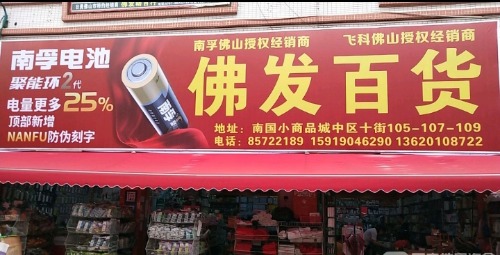 南孚电池
聚能环2代
电量更多25%
顶部新增
NANFU防伪刻字
南孚
南孚佛山授权经销商
飞科佛山授权经销商
佛发百货
地址：南国小商品城中区十街105-107-109
电话：85722189 15919046290 13620108722